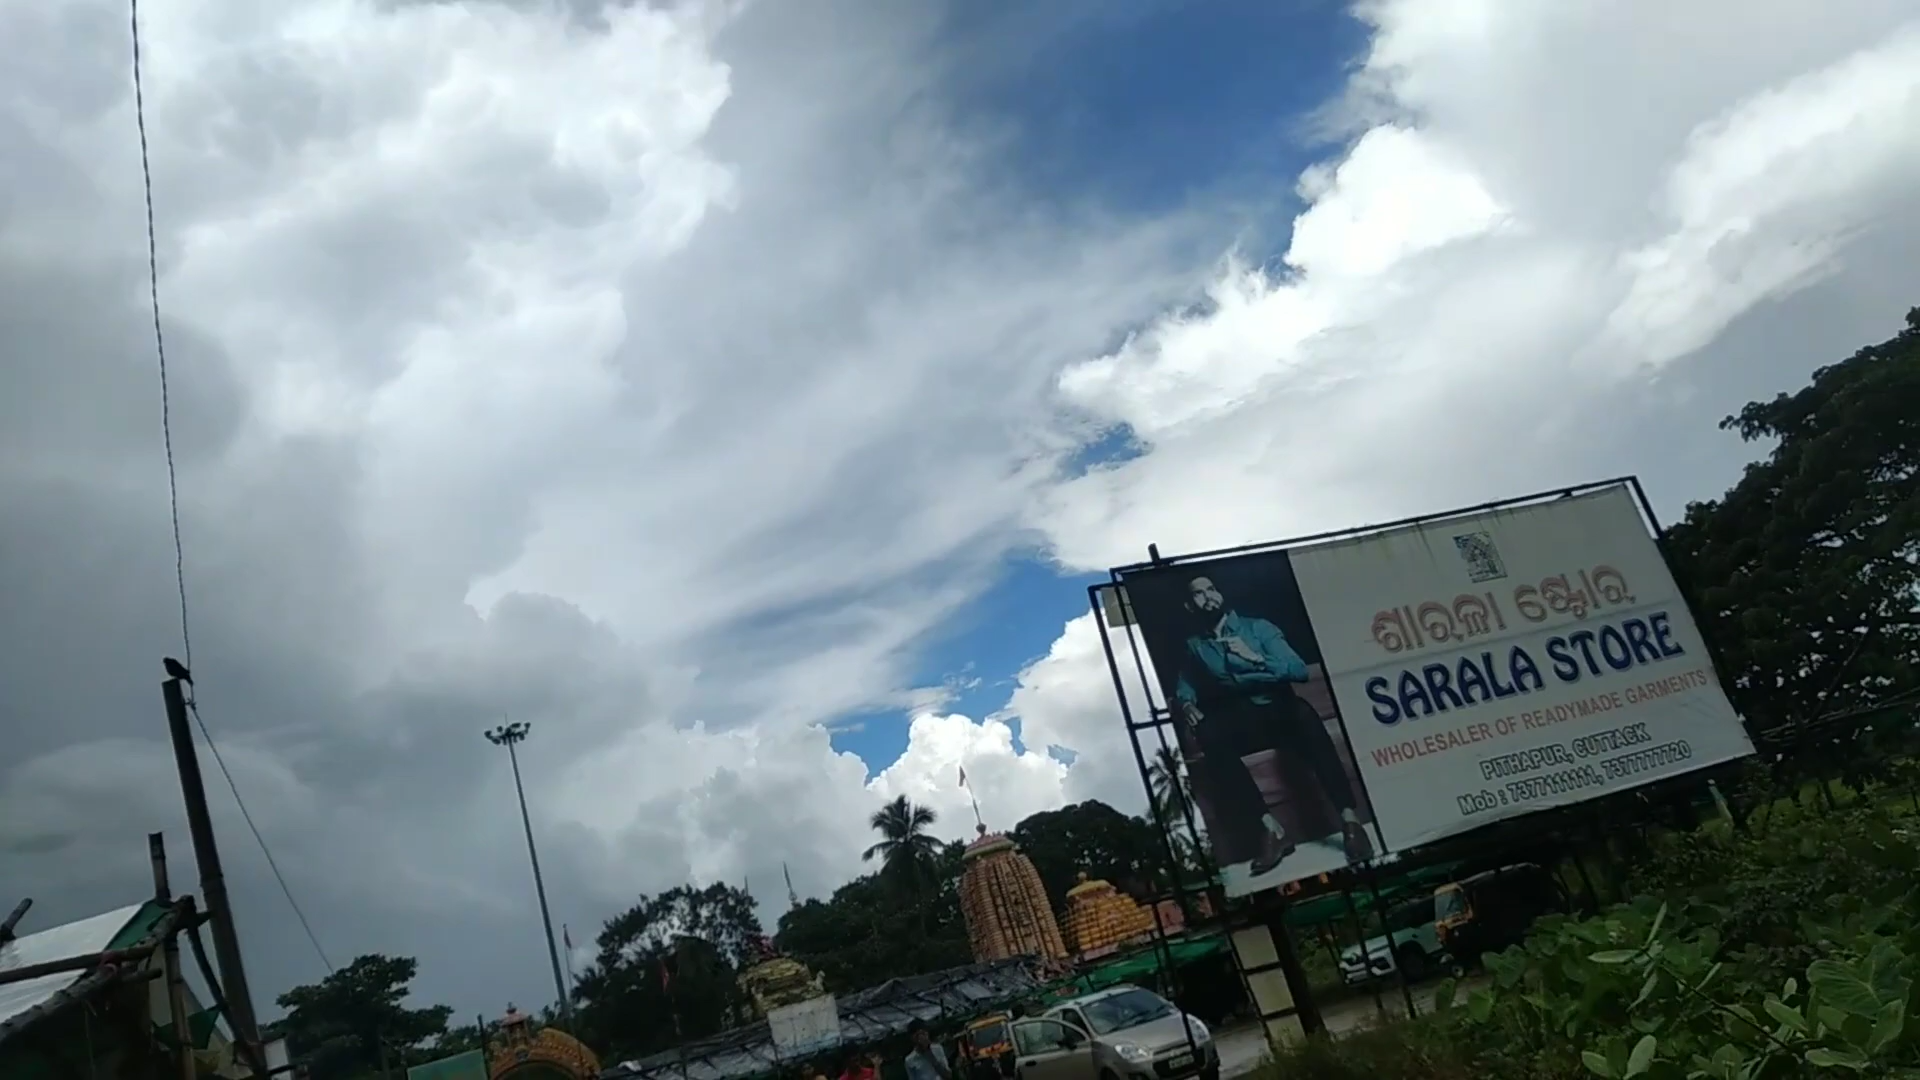 ଶାରଳା ଷ୍ଟୋର୍
SARALA STORE
WHOLESALER OF READYMADE GARMENTS
PITHAPUR, CUTTACK
Mob : 7377111111, 7377777720